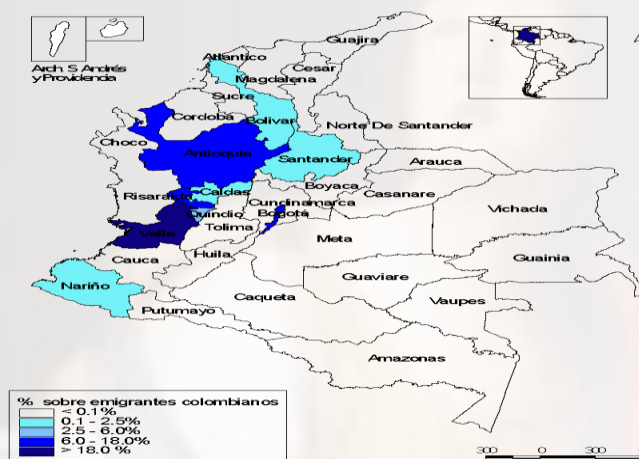 Arch S Andrés
y Providencia
Guajira
Atlantico
Cesar
Magdalena
Sucre
Cordoba
Bolivar
Norte De Santander
Choco
Antioquia
Santander
Arauca
Boyaca
Risaralda
Caldas
Casanare
Cundinamarca
Quindio
Bogotá
Vichada
Valle
Tolima
Meta
Cauca
Huila
Guainia
Guaviare
Nariño
Caqueta
Vaupes
Putumayo
Amazonas
% sobre emigrantes colombianos
< 0.1%
0.1 - 2.5%
2.5 - 6.0%
6.0 - 18.0%
> 18.0 %
300 0 300